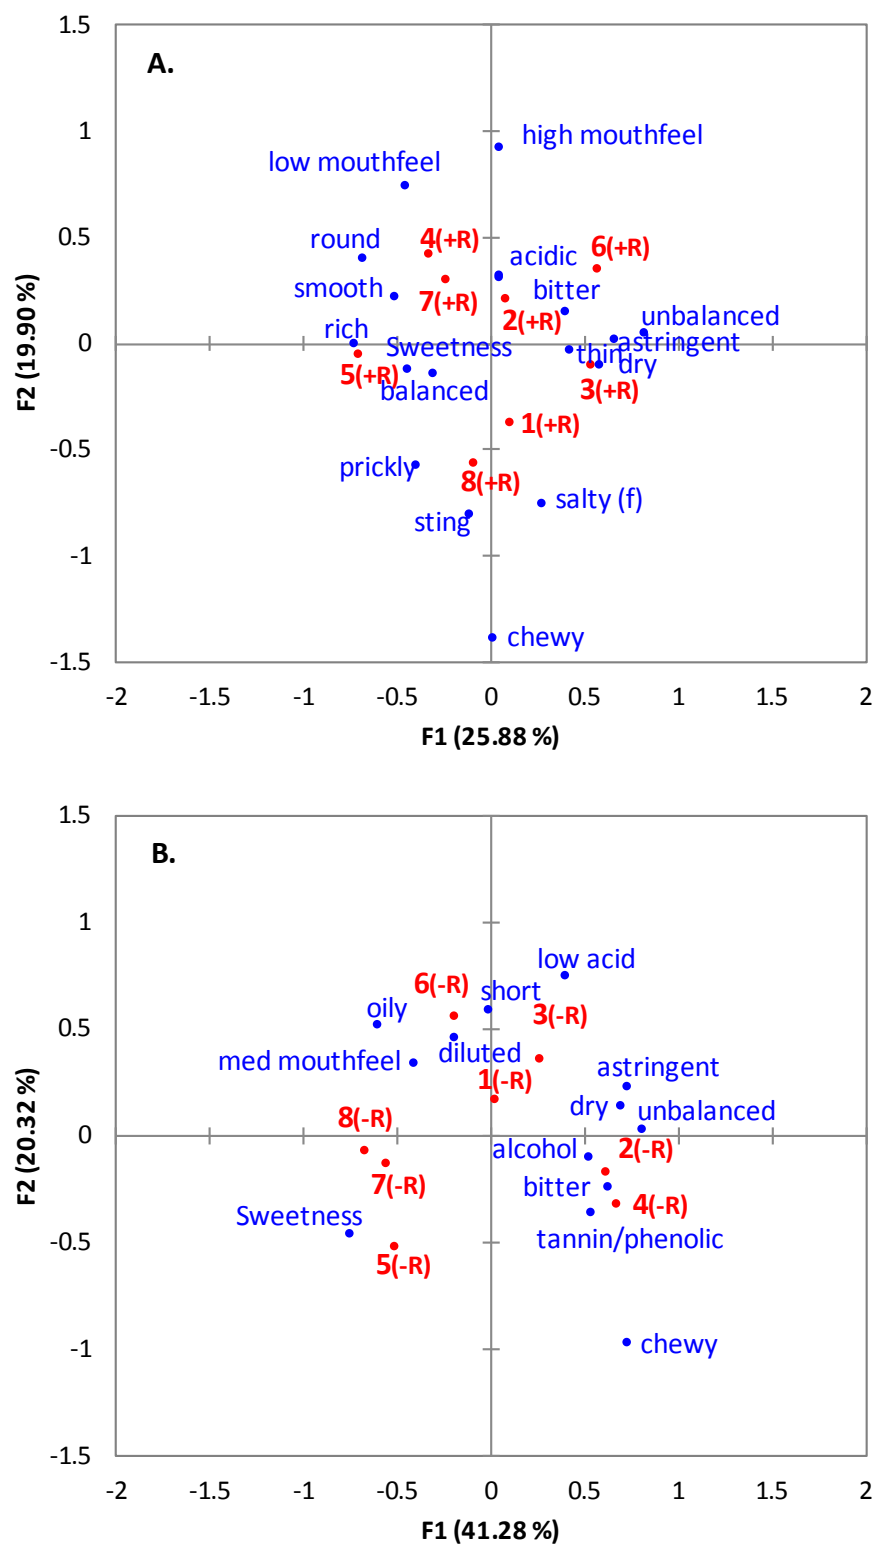 1.5
A.
1
high mouthfeel
low mouthfeel
0.5
round
4(+R)
6(+R)
acidic
smooth
7(+R)
bitter
2(+R)
unbalanced
rich
0
Sweetness
thin
astringent
5(+R)
balanced
dry
3(+R)
1(+R)
-0.5
prickly
8(+R)
salty (f)
sting
-1
chewy
-1.5
-2 -1.5 -1 -0.5 0 0.5 1 1.5 2
F1 (25.88 %)
F2 (19.90 %)
1.5
B.
1
low acid
6(-R)
short
oily
3(-R)
0.5
med mouthfeel
diluted
astringent
1(-R)
dry
unbalanced
8(-R)
0
alcohol
2(-R)
7(-R)
bitter
4(-R)
Sweetness
tannin/phenolic
5(-R)
-0.5
-1
chewy
-1.5
-2 -1.5 -1 -0.5 0 0.5 1 1.5 2
F1 (41.28 %)
F2 (20.32 %)